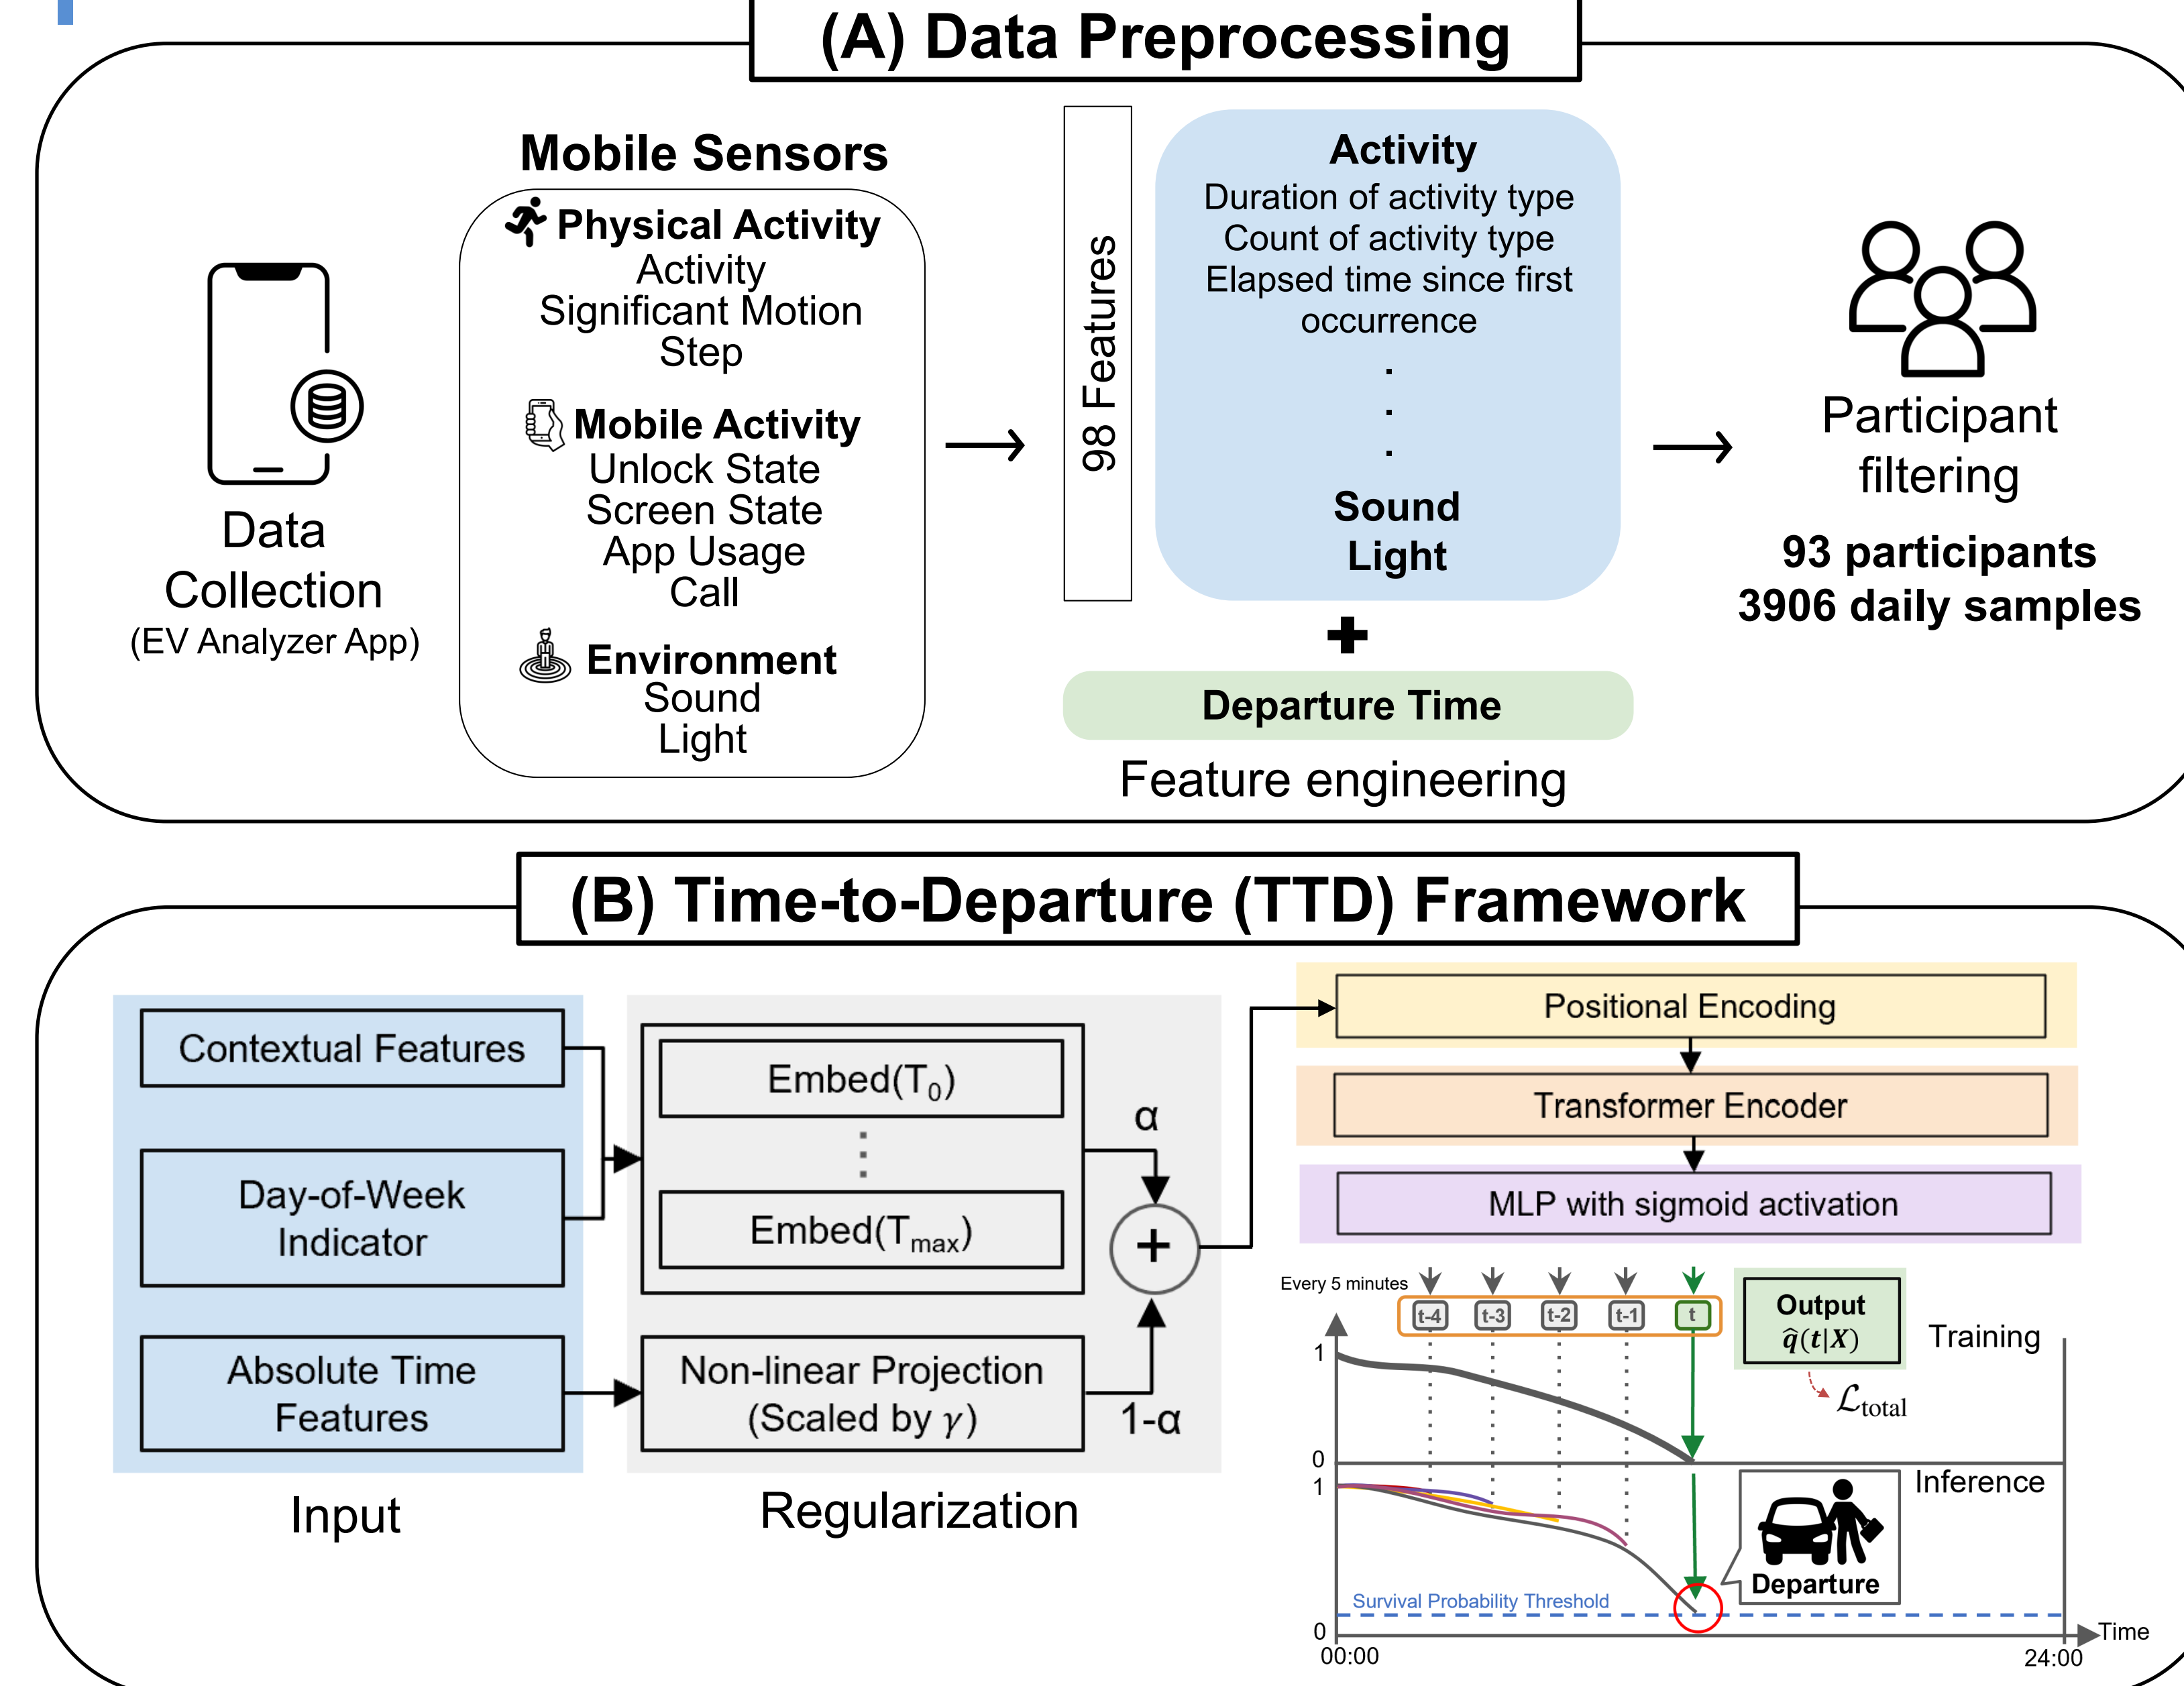 (A) Data Preprocessing
Data
Collection
(EV Analyzer App)
Mobile Sensors
Physical Activity
Activity
Significant Motion
Step
Mobile Activity
Unlock State
Screen State
App Usage
Call
Environment
Sound
Light
98 Features
Activity
Duration of activity type
Count of activity type
Elapsed time since first
occurrence
.
.
.
Sound
Light
+
Departure Time
Feature engineering
Participant
filtering
93 participants
3906 daily samples
(B) Time-to-Departure (TTD) Framework
Contextual Features
Day-of-Week
Indicator
Absolute Time
Features
Input
Embed(T₀)
⋮
Embed(Tₘₐₓ)
Non-linear Projection
(Scaled by γ)
α
+
1-α
Regularization
Positional Encoding
Transformer Encoder
MLP with sigmoid activation
Every 5 minutes
t-4 t-3 t-2 t-1 t
Output
q̂(t|X)
ℒtotal
Training
1
0
1
Inference
Departure
Survival Probability Threshold
0
00:00
24:00
Time